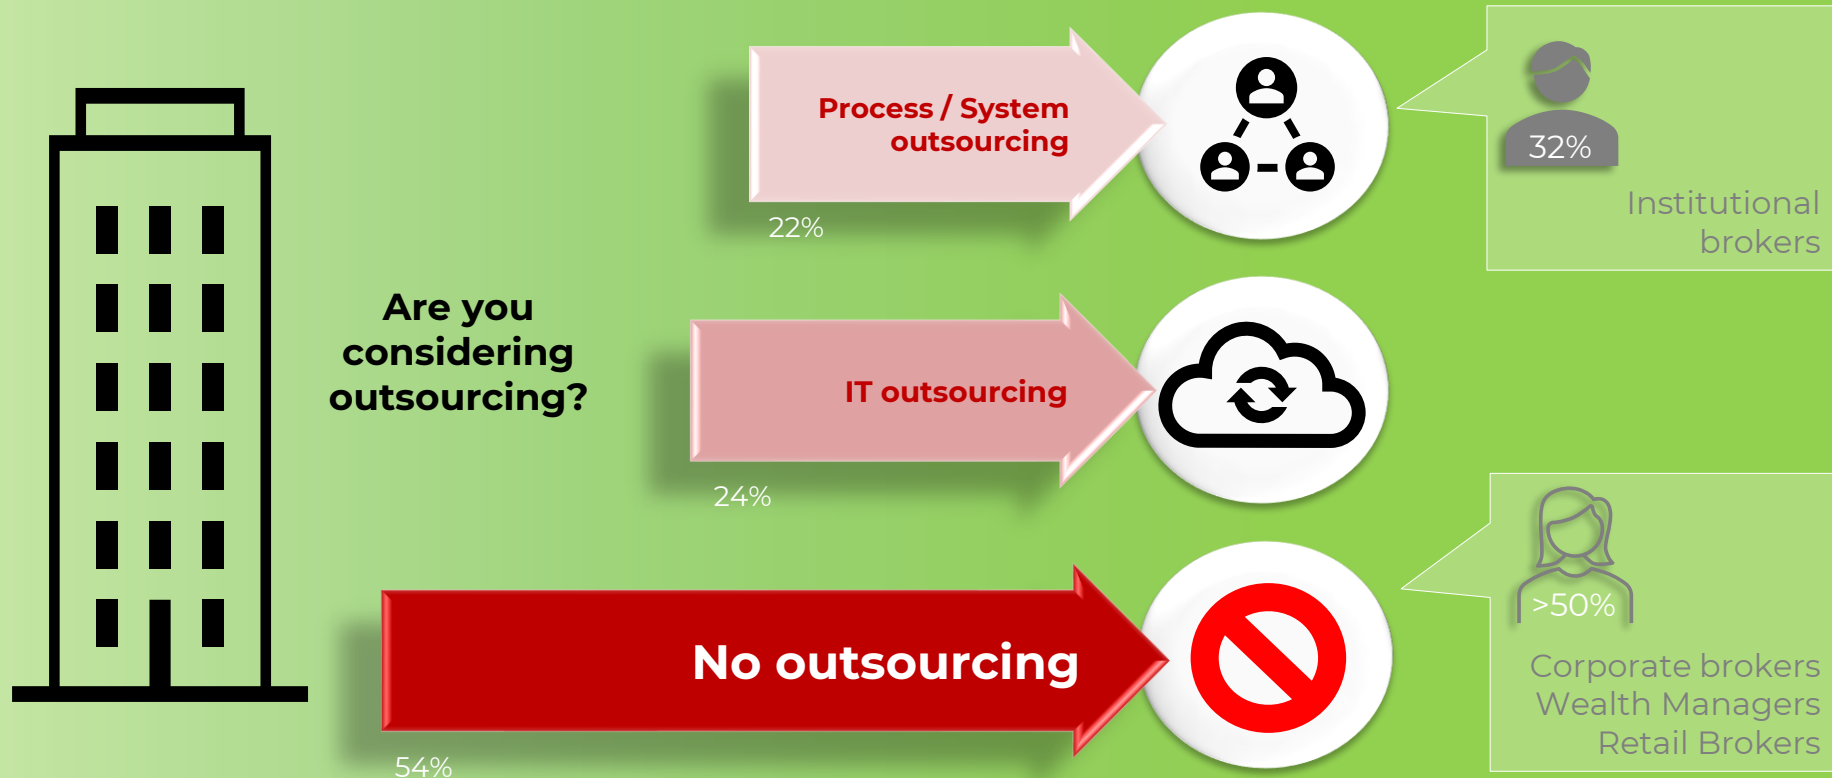 Are you
considering
outsourcing?
Process / System
outsourcing
22%
32%
Institutional
brokers
IT outsourcing
24%
No outsourcing
54%
>50%
Corporate brokers
Wealth Managers
Retail Brokers